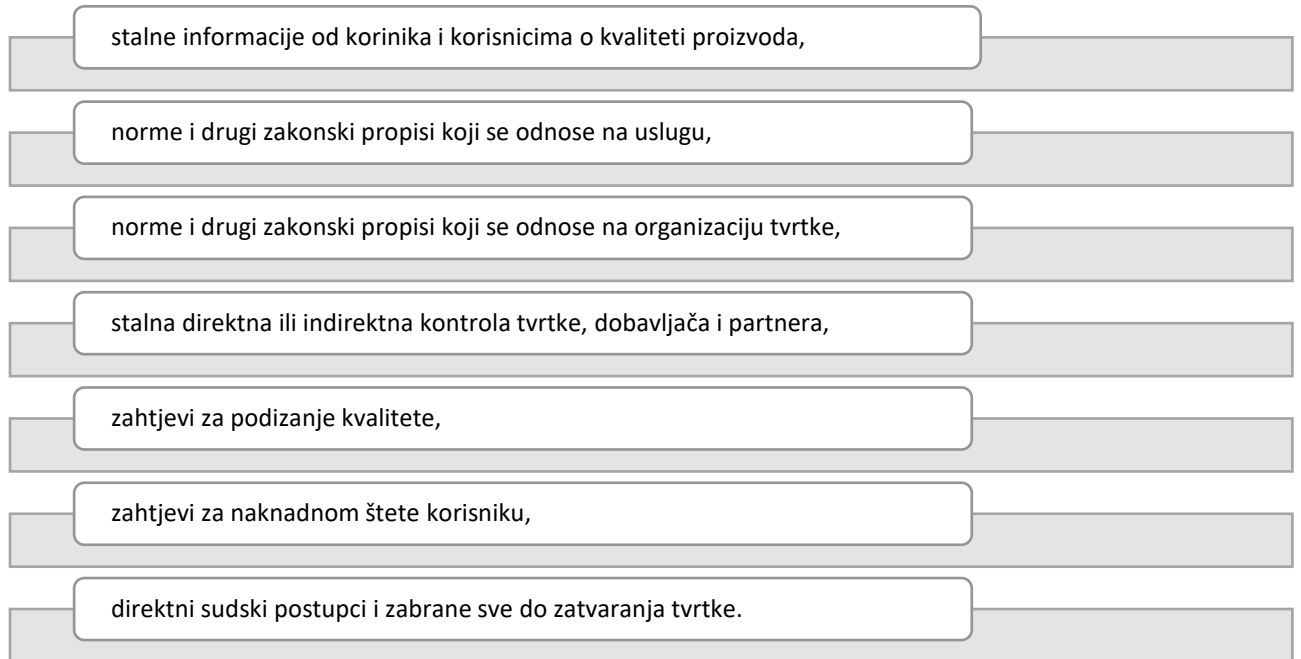 stalne informacije od korinika i korisnicima o kvaliteti proizvoda,
norme i drugi zakonski propisi koji se odnose na uslugu,
norme i drugi zakonski propisi koji se odnose na organizaciju tvrtke,
stalna direktna ili indirektna kontrola tvrtke, dobavljača i partnera,
zahtjevi za podizanje kvalitete,
zahtjevi za naknadnom štete korisniku,
direktni sudski postupci i zabrane sve do zatvaranja tvrtke.